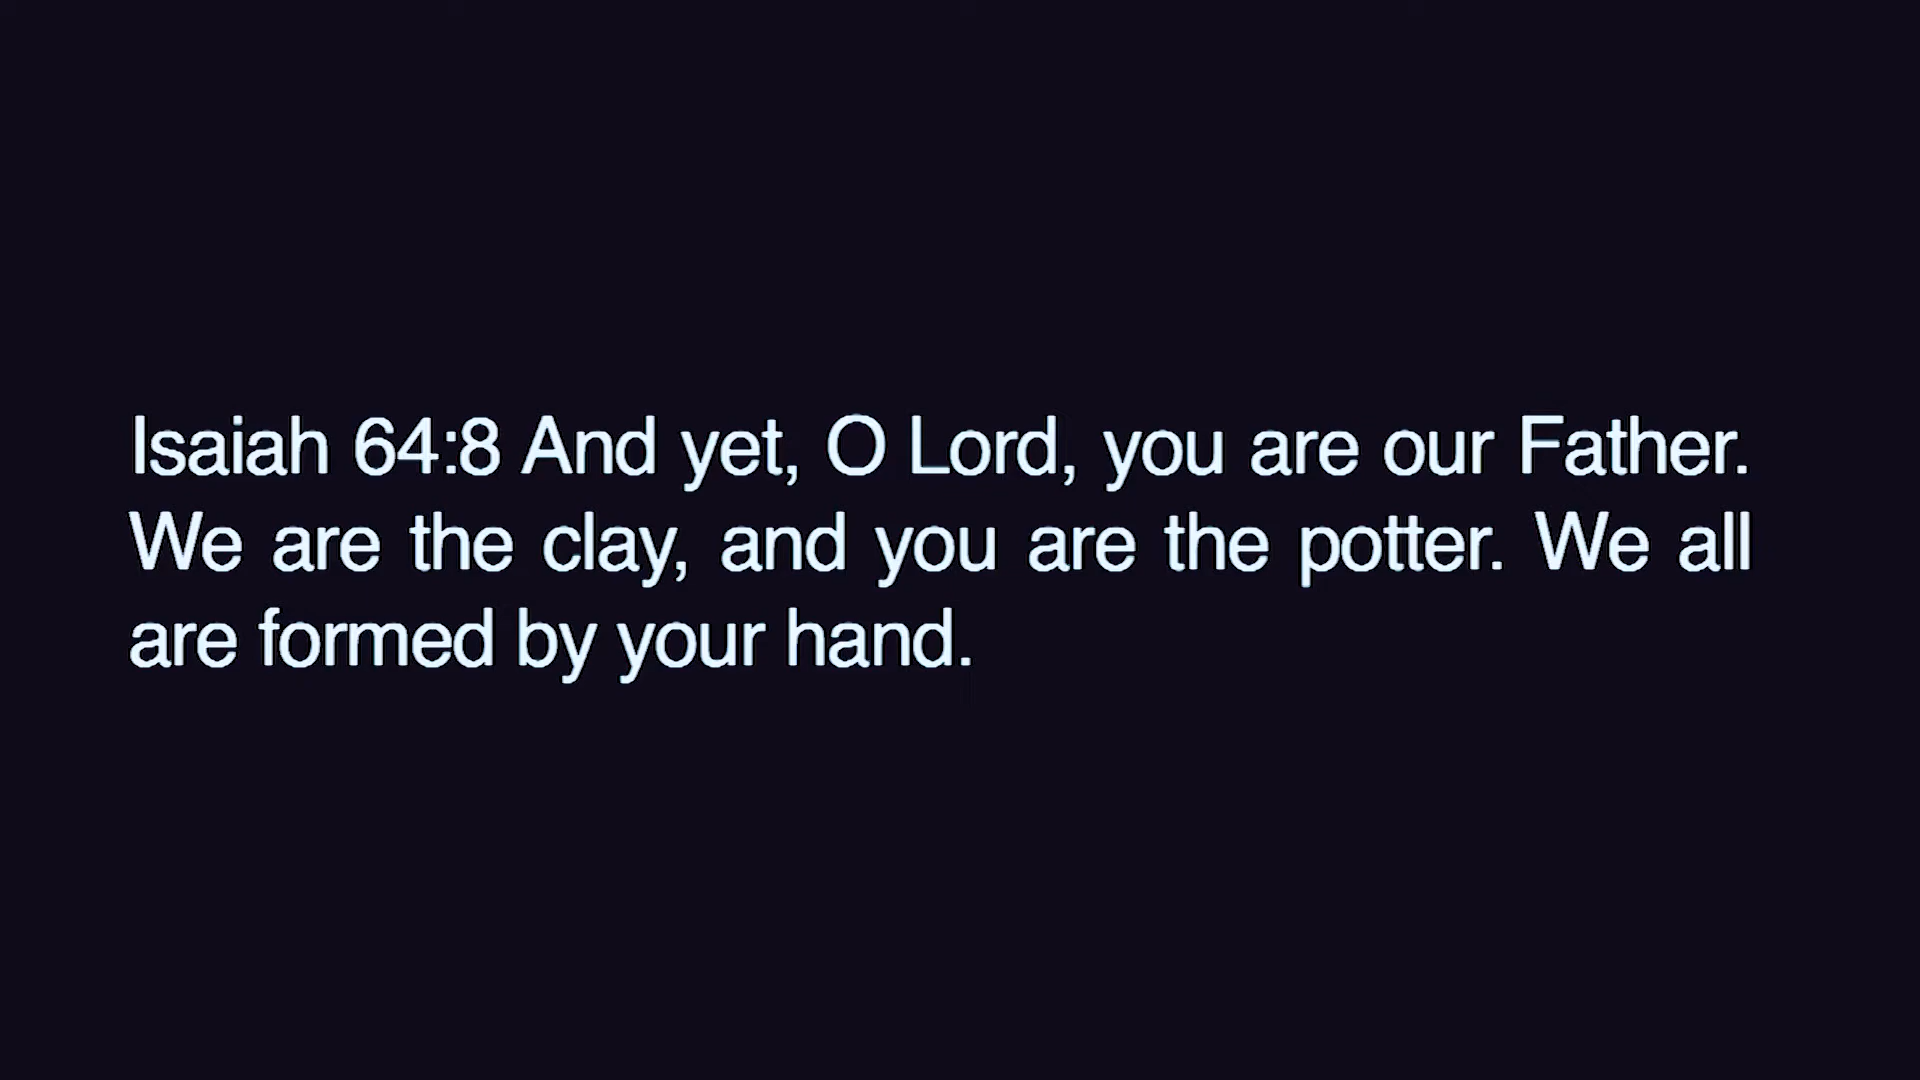 Isaiah 64:8 And yet, O Lord, you are our Father.
We are the clay, and you are the potter. We all
are formed by your hand.